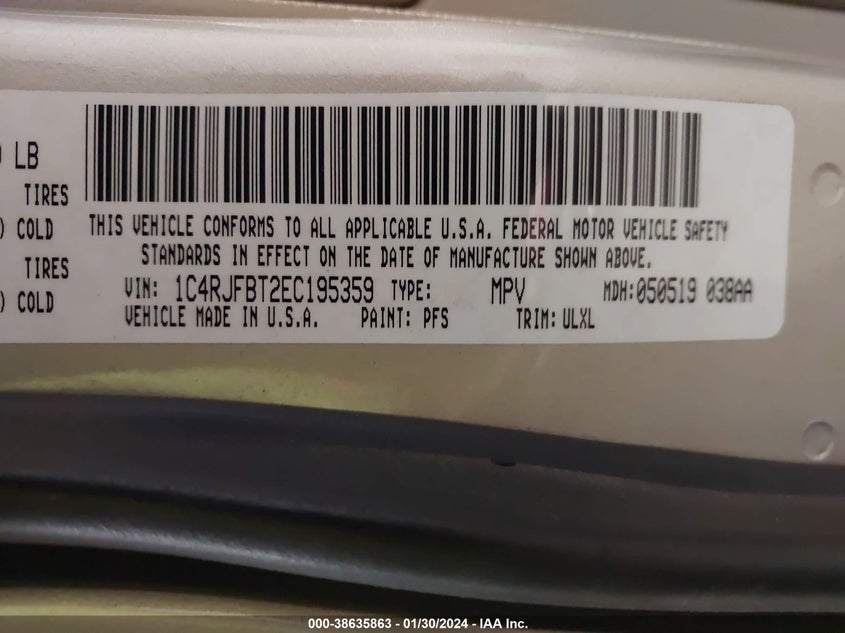 LB
TIRES
) COLD
TIRES
) COLD
THIS VEHICLE CONFORMS TO ALL APPLICABLE U.S.A. FEDERAL MOTOR VEHICLE SAFETY
STANDARDS IN EFFECT ON THE DATE OF MANUFACTURE SHOWN ABOVE.
VIN: 1C4RJFBT2EC195359 TYPE: MPV MDH:050519 038AA
VEHICLE MADE IN U.S.A. PAINT: PFS TRIM: ULXL
000-38635863 - 01/30/2024 - IAA Inc.